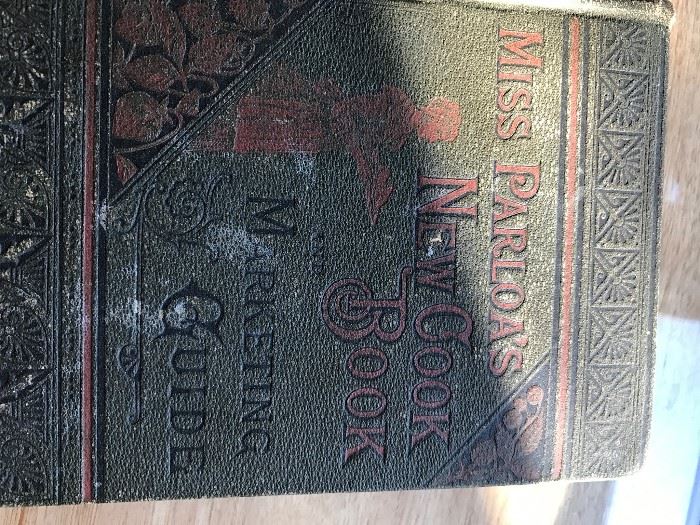 MISS PARLOA'S
NEW COOK
BOOK
AND
MARKETING
GUIDE